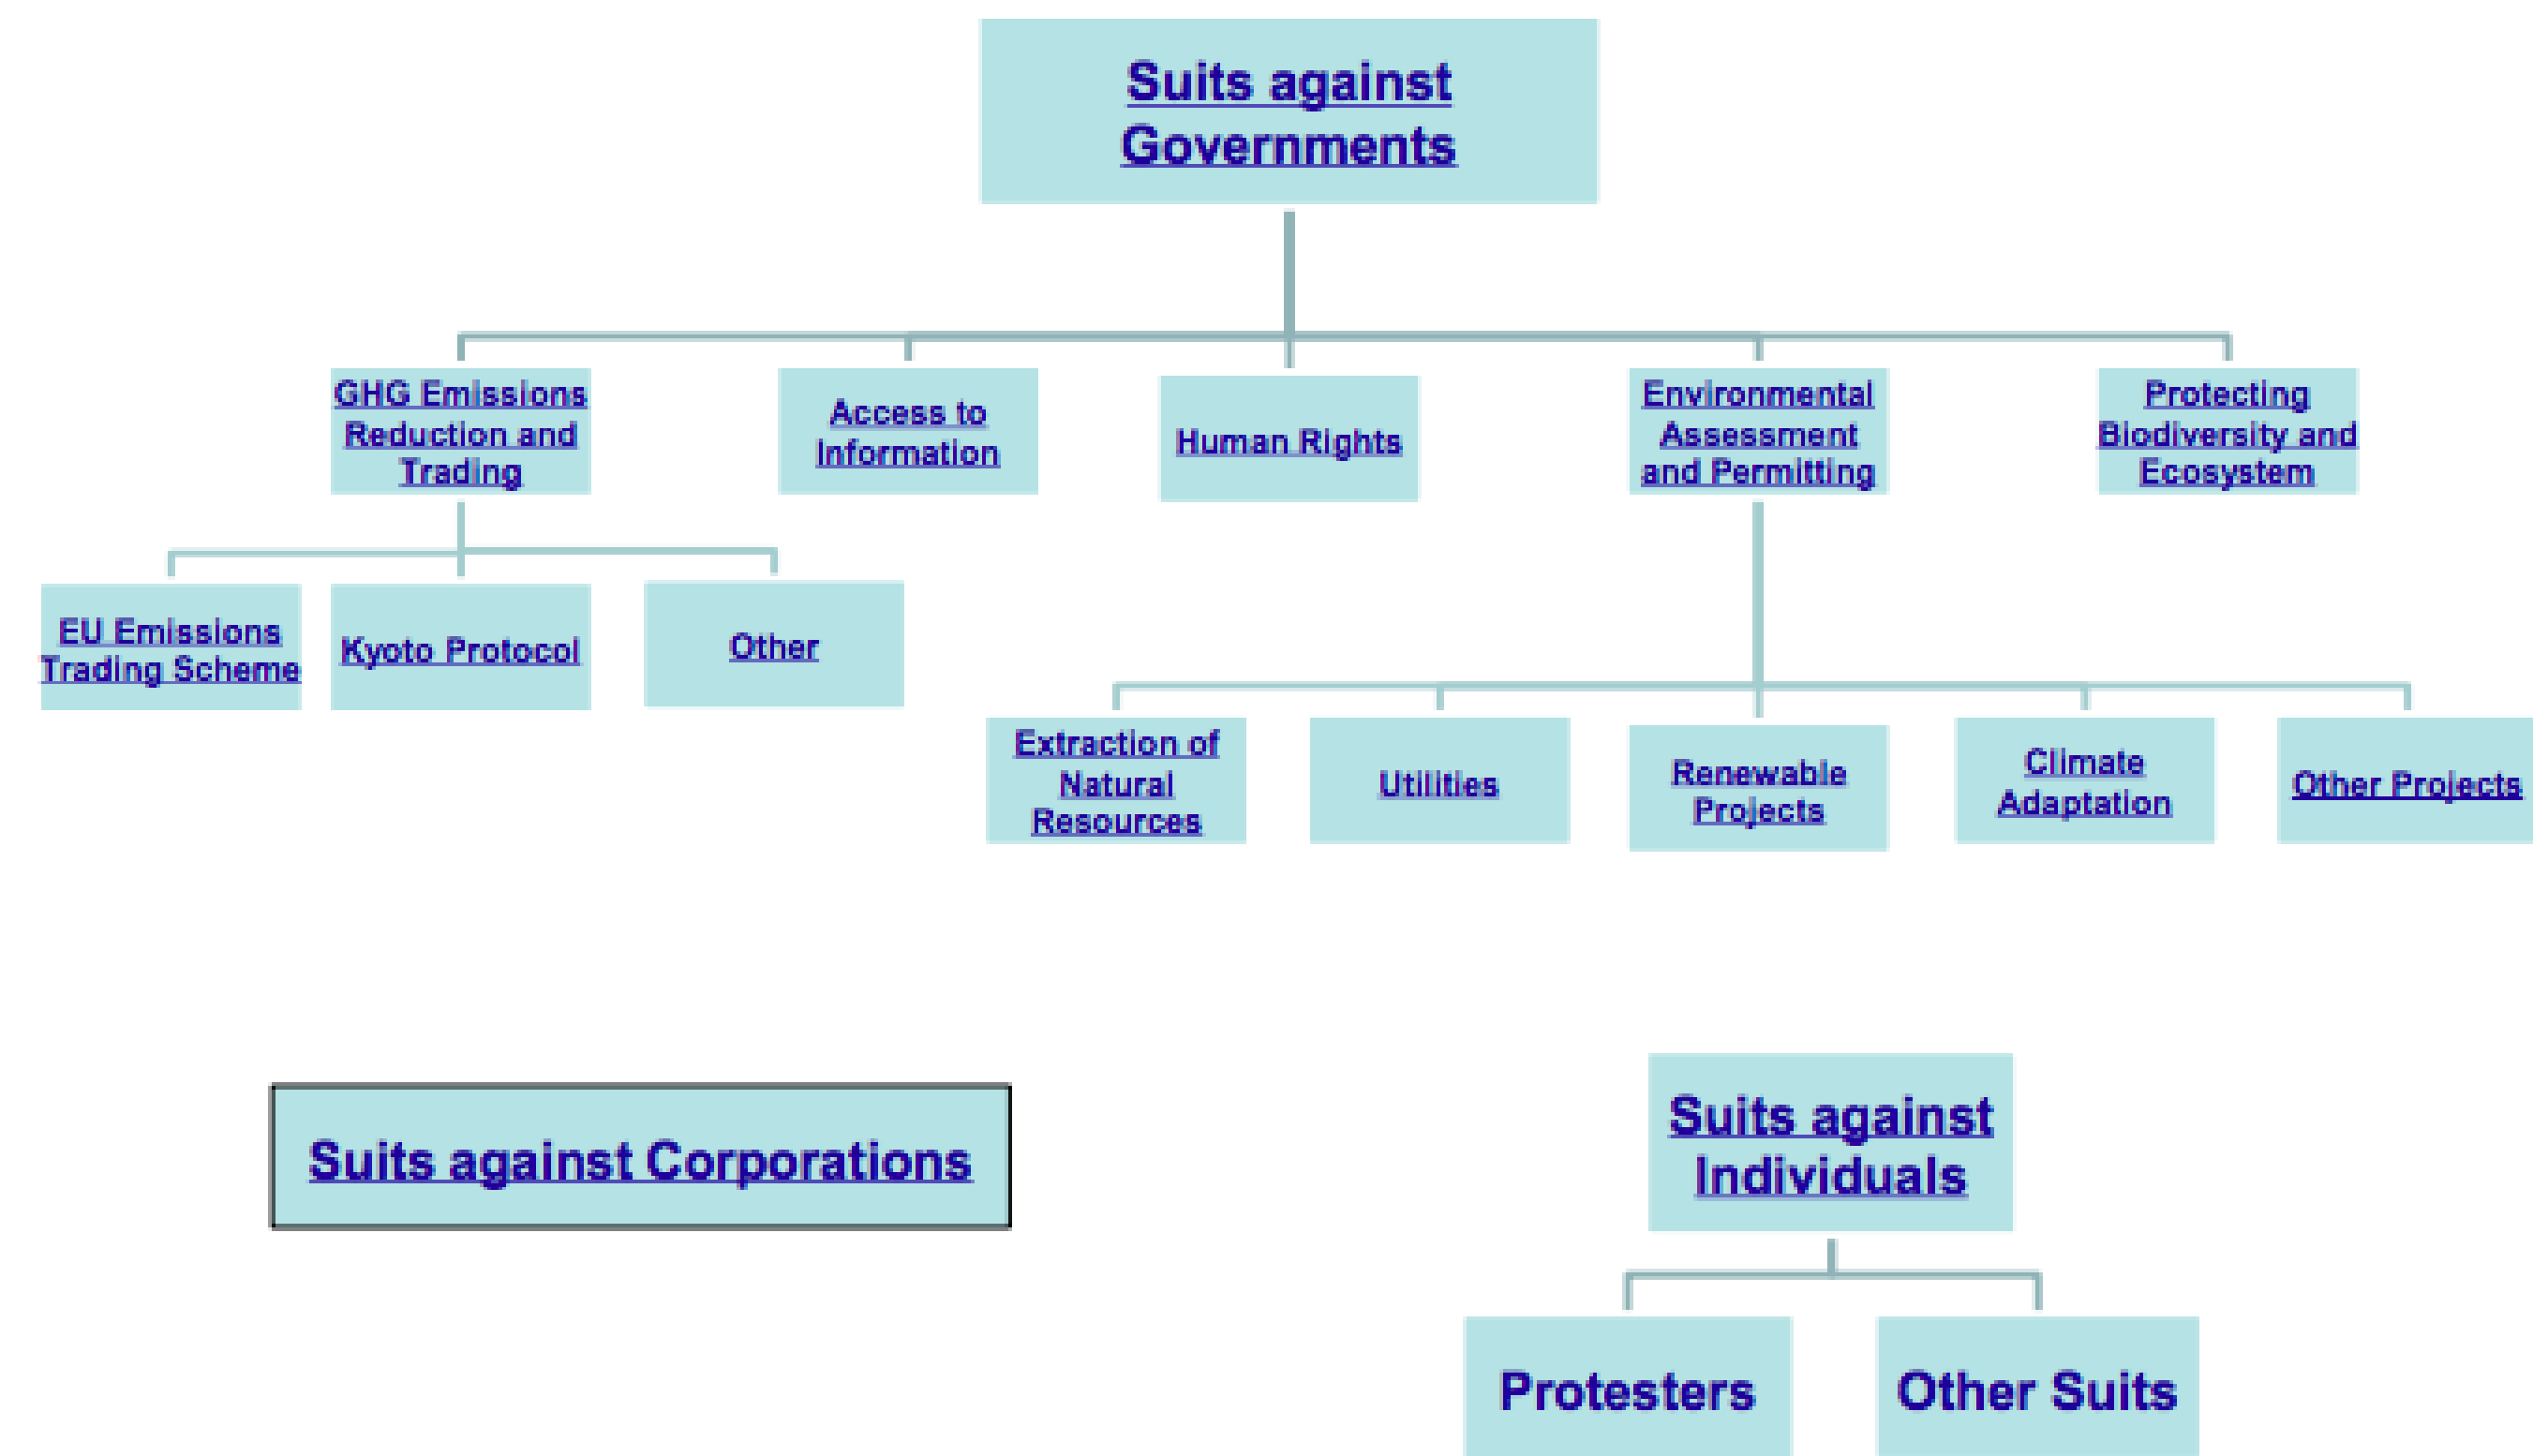 Suits against
Governments
GHG Emissions
Reduction and
Trading
Access to
Information
Human Rights
Environmental
Assessment
and Permitting
Protecting
Biodiversity and
Ecosystem
EU Emissions
Trading Scheme
Kyoto Protocol
Other
Extraction of
Natural
Resources
Utilities
Renewable
Projects
Climate
Adaptation
Other Projects
Suits against Corporations
Suits against
Individuals
Protesters
Other Suits